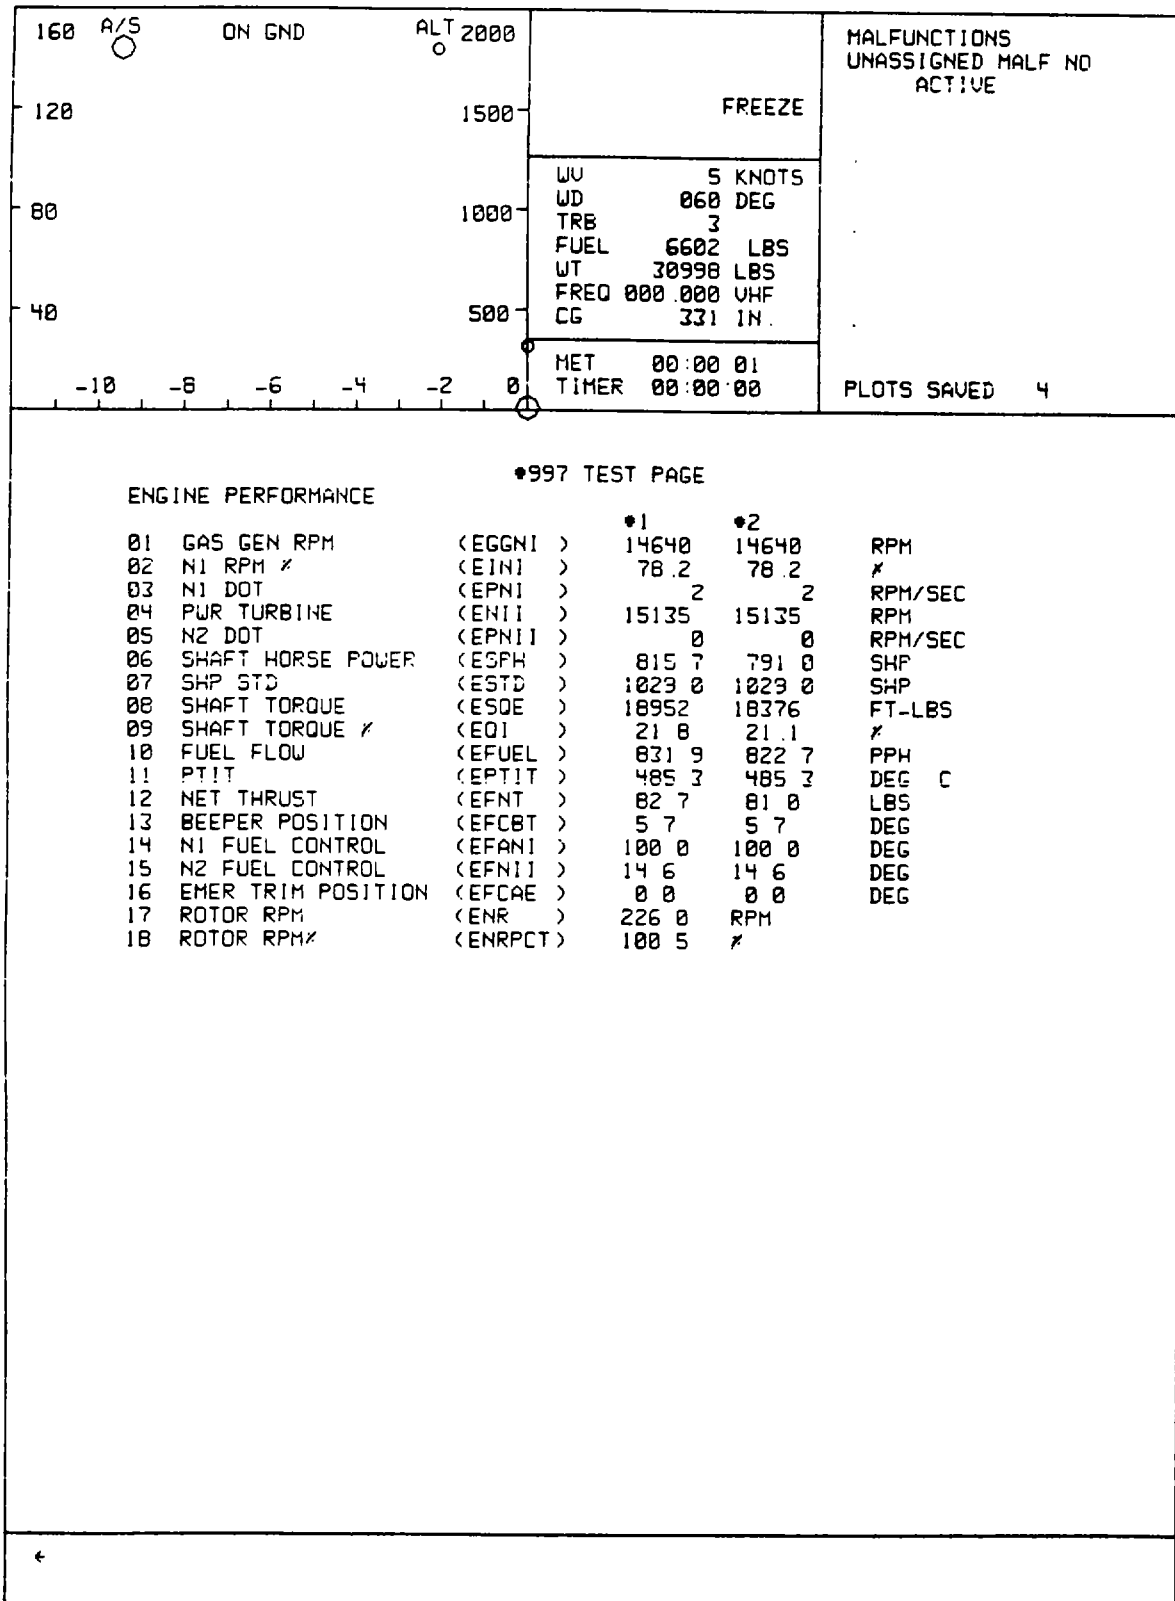 160 A/S ON GND ALT 2000
120 1500
80 1000
40 500
-10 -8 -6 -4 -2 0
FREEZE
WV 5 KNOTS
WD 060 DEG
TRB 3
FUEL 6602 LBS
WT 30998 LBS
FREQ 000.000 VHF
CG 331 IN.
MET 00:00 01
TIMER 00:00:00
MALFUNCTIONS
UNASSIGNED MALF NO
ACTIVE
PLOTS SAVED 4
#997 TEST PAGE
ENGINE PERFORMANCE
#1 #2
01 GAS GEN RPM (EGGNI ) 14640 14640 RPM
02 N1 RPM % (EINI ) 78.2 78.2 %
03 N1 DOT (EPNI ) 2 2 RPM/SEC
04 PWR TURBINE (ENII ) 15135 15135 RPM
05 N2 DOT (EPNII ) 0 0 RPM/SEC
06 SHAFT HORSE POWER (ESPH ) 815 7 791 0 SHP
07 SHP STD (ESTD ) 1029 0 1029 0 SHP
08 SHAFT TORQUE (ESQE ) 18952 18376 FT-LBS
09 SHAFT TORQUE % (EQI ) 21 8 21.1 %
10 FUEL FLOW (EFUEL ) 831 9 822 7 PPH
11 PTIT (EPTIT ) 485 3 485 3 DEG C
12 NET THRUST (EFNT ) 82 7 81 0 LBS
13 BEEPER POSITION (EFCBT ) 5 7 5 7 DEG
14 N1 FUEL CONTROL (EFANI ) 100 0 100 0 DEG
15 N2 FUEL CONTROL (EFNII ) 14 6 14 6 DEG
16 EMER TRIM POSITION (EFCAE ) 0 0 0 0 DEG
17 ROTOR RPM (ENR ) 226 0 RPM
18 ROTOR RPM% (ENRPCT) 100 5 %
←